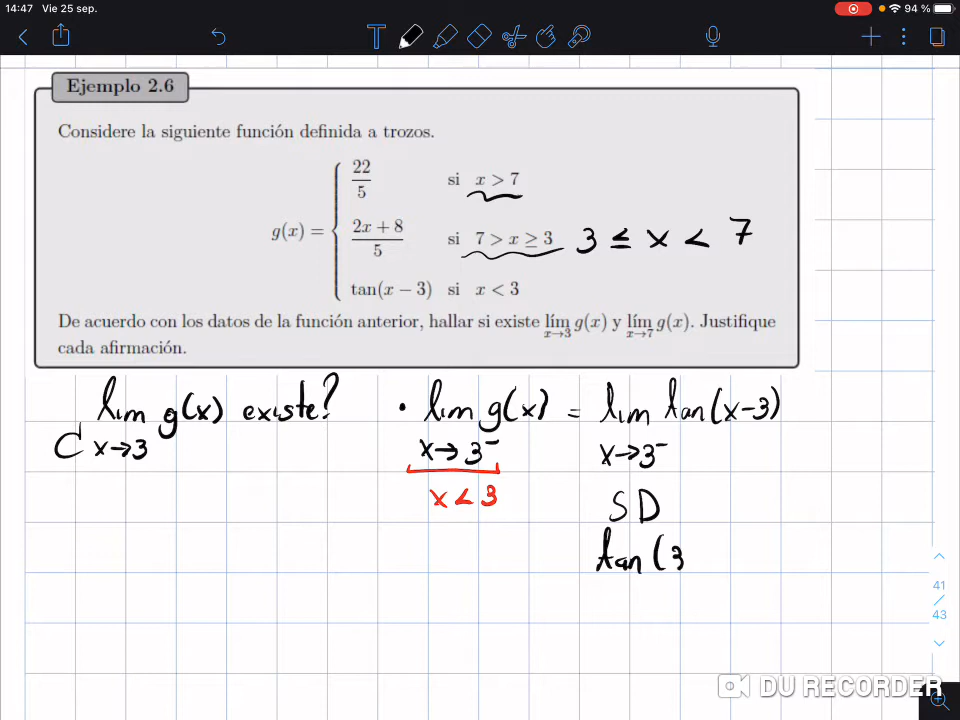 14:47 Vie 25 sep.
94 %
Ejemplo 2.6
Considere la siguiente función definida a trozos.
22/5 si x > 7
g(x) = { 2x + 8/5 si 7 > x ≥ 3 3 ≤ x < 7
tan(x − 3) si x < 3
De acuerdo con los datos de la función anterior, hallar si existe lím x→3 g(x) y lím x→7 g(x). Justifique
cada afirmación.
lim g(x) existe? • lim g(x) = lim tan(x−3)
C x→3 x→3⁻ x→3⁻
x < 3
SD
tan(3
41
/
43
DU RECORDER